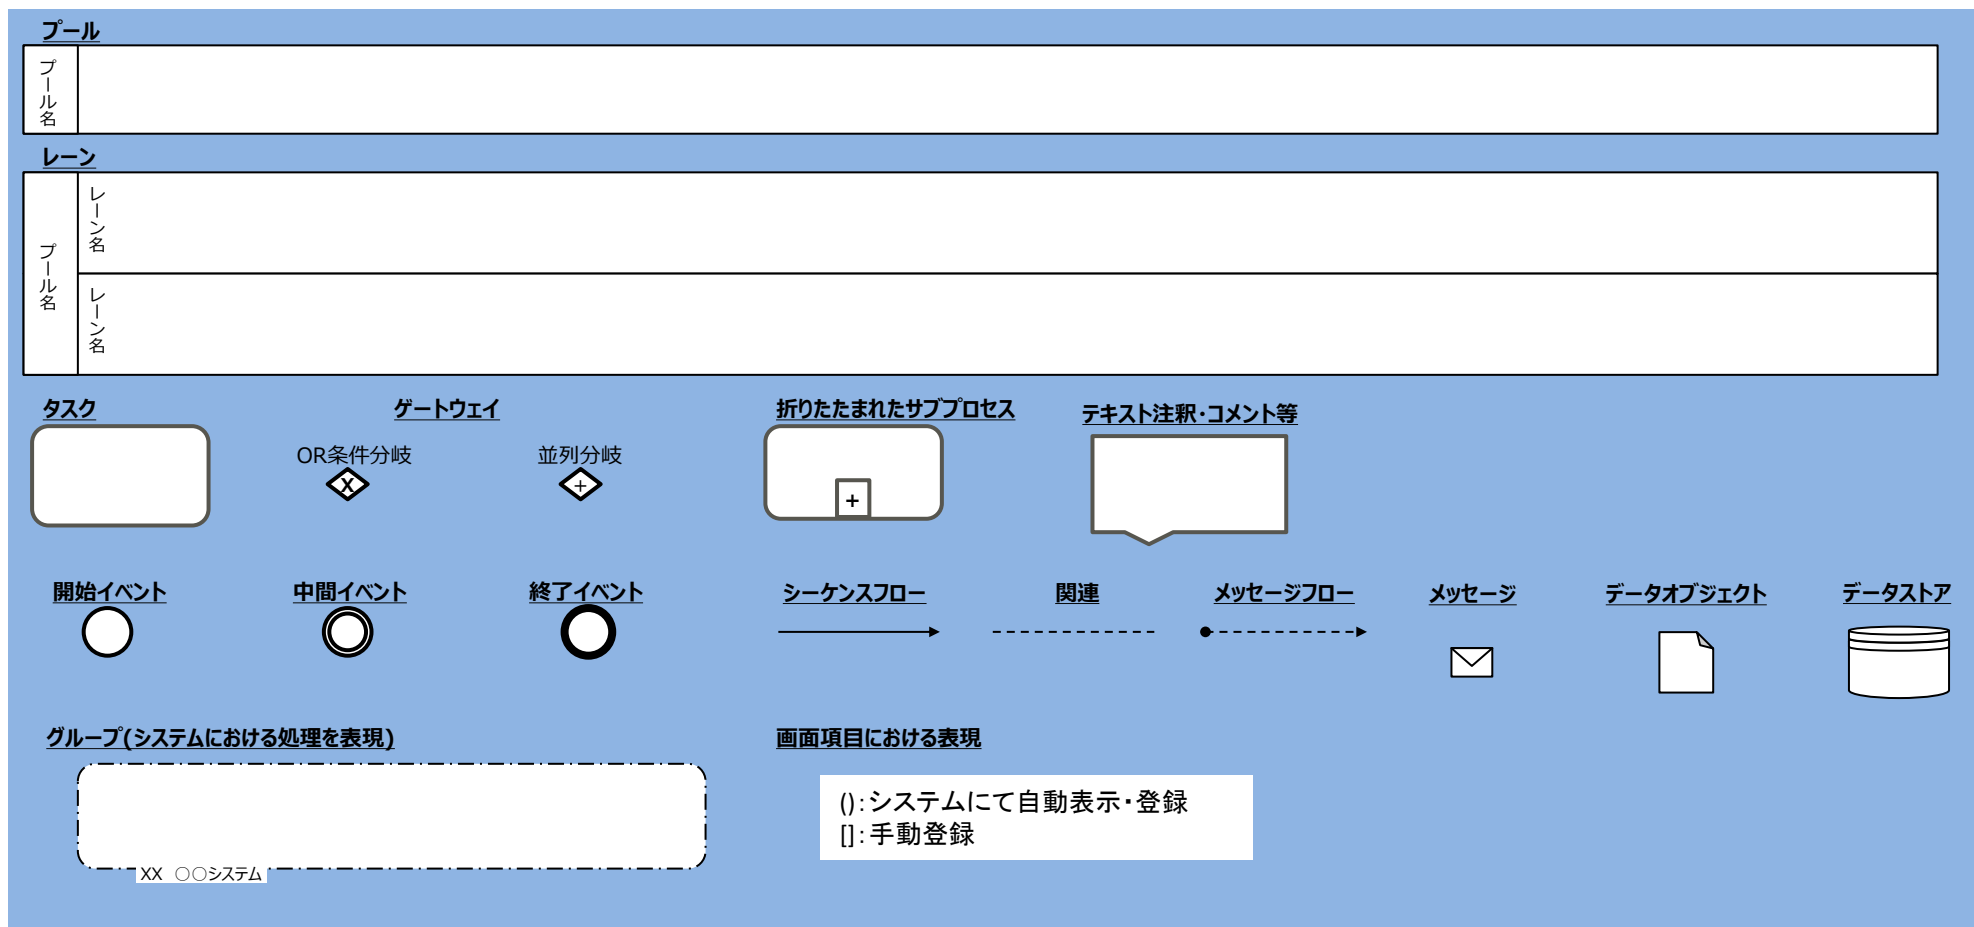 プール
プール名
レーン
プール名
レーン名
レーン名
タスク
ゲートウェイ
折りたたまれたサブプロセス
テキスト注釈・コメント等
OR条件分岐
並列分岐
X
+
+
開始イベント
中間イベント
終了イベント
シーケンスフロー
関連
メッセージフロー
メッセージ
データオブジェクト
データストア
グループ(システムにおける処理を表現)
画面項目における表現
():システムにて自動表示・登録
[]:手動登録
XX　○○システム